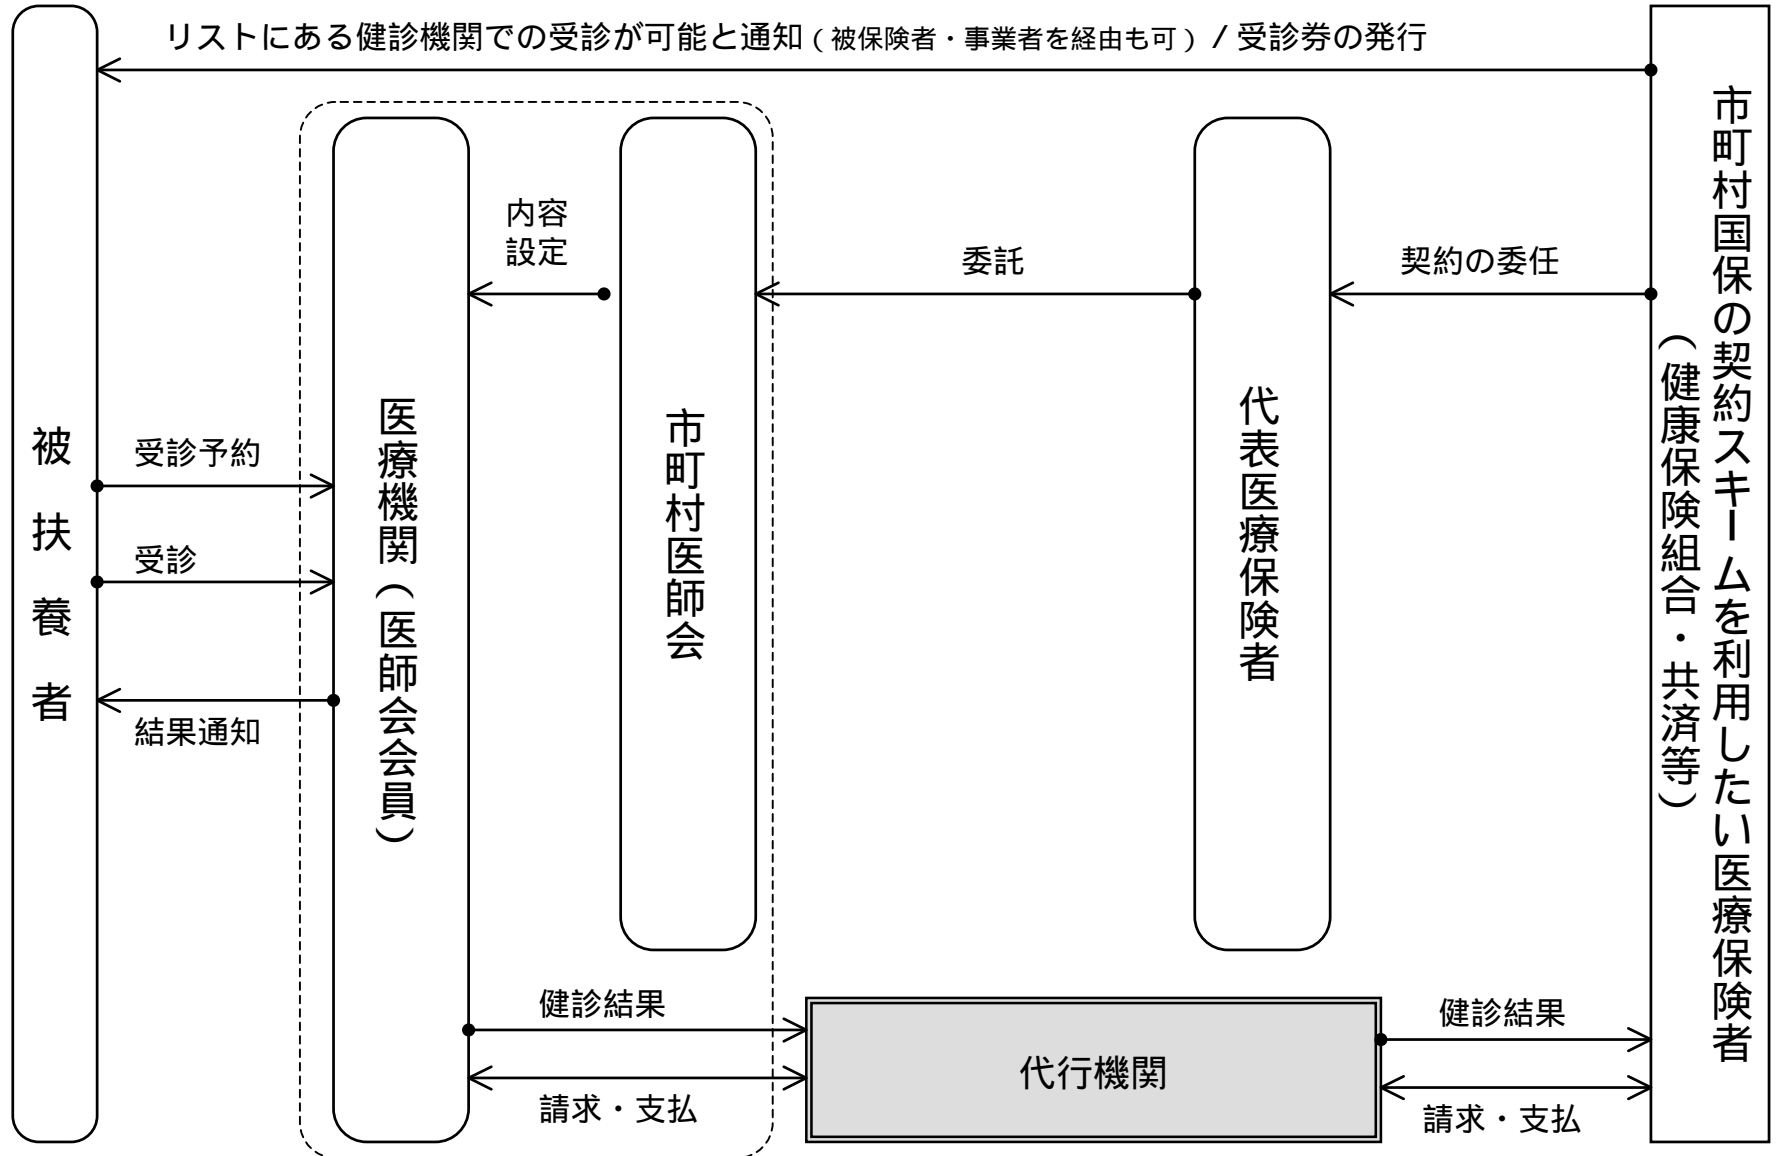 リストにある健診機関での受診が可能と通知(被保険者・事業者を経由も可)/受診券の発行
市町村国保の契約スキームを利用したい医療保険者
(健康保険組合・共済等)
内容
設定
委託
契約の委任
被扶養者
受診予約
受診
結果通知
医療機関(医師会会員)
市町村医師会
代表医療保険者
健診結果
請求・支払
代行機関
健診結果
請求・支払